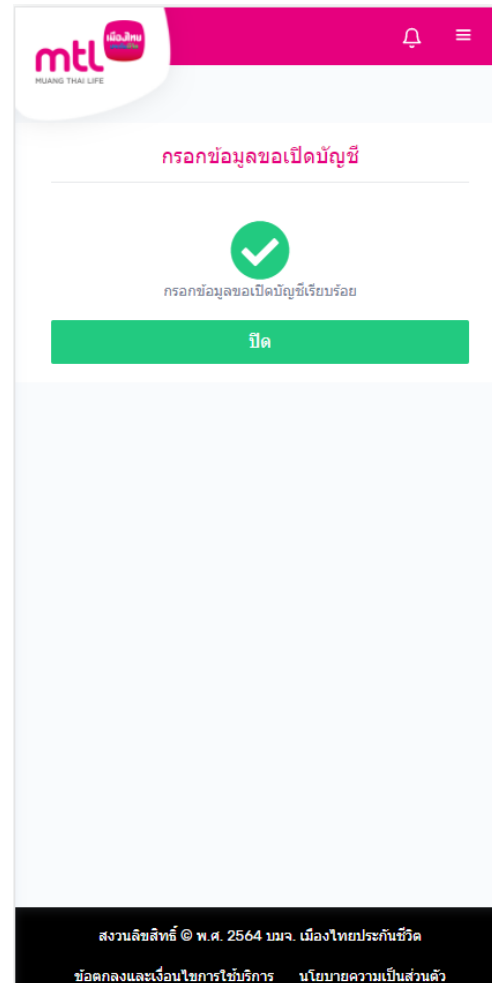 เมืองไทย
mtl
MUANG THAI LIFE
กรอกข้อมูลขอเปิดบัญชี
กรอกข้อมูลขอเปิดบัญชีเรียบร้อย
ปิด
สงวนลิขสิทธิ์ © พ.ศ. 2564 บมจ. เมืองไทยประกันชีวิต
ข้อตกลงและเงื่อนไขการใช้บริการ นโยบายความเป็นส่วนตัว